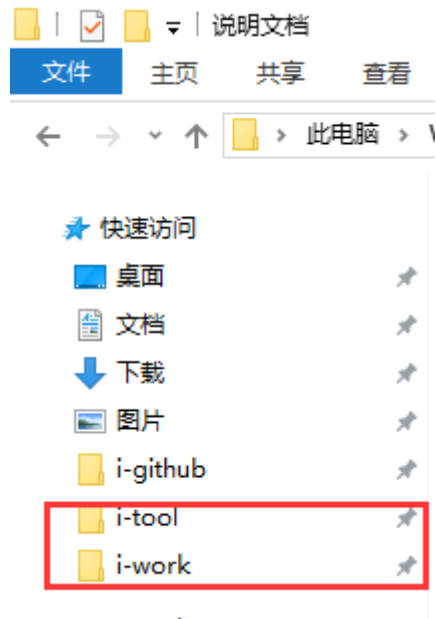 说明文档
文件 主页 共享 查看
此电脑
快速访问
桌面
文档
下载
图片
i-github
i-tool
i-work